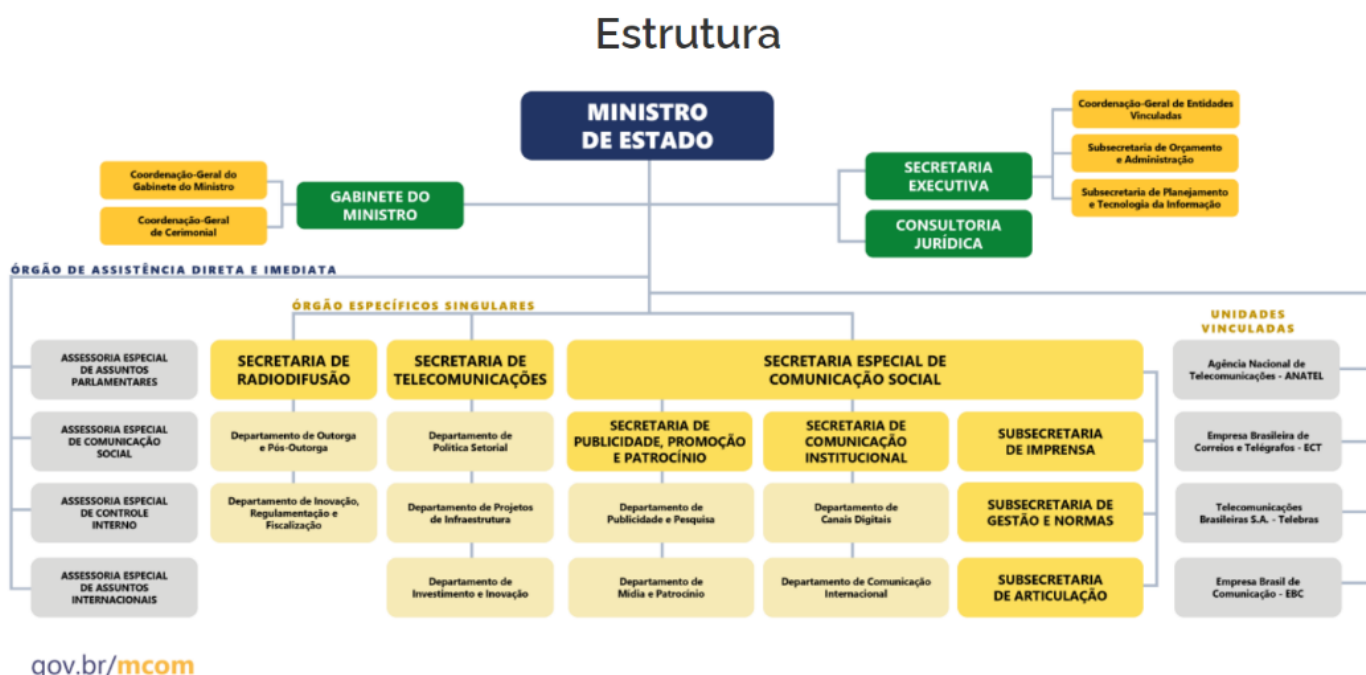 Estrutura
MINISTRO
DE ESTADO
Coordenação-Geral do
Gabinete do Ministro
Coordenação-Geral
de Cerimonial
GABINETE DO
MINISTRO
SECRETARIA
EXECUTIVA
CONSULTORIA
JURÍDICA
Coordenação-Geral de Entidades
Vinculadas
Subsecretaria de Orçamento
e Administração
Subsecretaria de Planejamento
e Tecnologia da Informação
ÓRGÃO DE ASSISTÊNCIA DIRETA E IMEDIATA
ASSESSORIA ESPECIAL
DE ASSUNTOS
PARLAMENTARES
ASSESSORIA ESPECIAL
DE COMUNICAÇÃO
SOCIAL
ASSESSORIA ESPECIAL
DE CONTROLE
INTERNO
ASSESSORIA ESPECIAL
DE ASSUNTOS
INTERNACIONAIS
ÓRGÃO ESPECÍFICOS SINGULARES
SECRETARIA DE
RADIODIFUSÃO
Departamento de Outorga
e Pós-Outorga
Departamento de Inovação,
Regulamentação e
Fiscalização
SECRETARIA DE
TELECOMUNICAÇÕES
Departamento de
Política Setorial
Departamento de Projetos
de Infraestrutura
Departamento de
Investimento e Inovação
SECRETARIA ESPECIAL DE
COMUNICAÇÃO SOCIAL
SECRETARIA DE
PUBLICIDADE, PROMOÇÃO
E PATROCÍNIO
Departamento de
Publicidade e Pesquisa
Departamento de
Mídia e Patrocínio
SECRETARIA DE
COMUNICAÇÃO
INSTITUCIONAL
Departamento de
Canais Digitais
Departamento de Comunicação
Internacional
SUBSECRETARIA
DE IMPRENSA
SUBSECRETARIA DE
GESTÃO E NORMAS
SUBSECRETARIA
DE ARTICULAÇÃO
UNIDADES
VINCULADAS
Agência Nacional de
Telecomunicações - ANATEL
Empresa Brasileira de
Correios e Telégrafos - ECT
Telecomunicações
Brasileiras S.A. - Telebras
Empresa Brasil de
Comunicação - EBC
gov.br/mcom